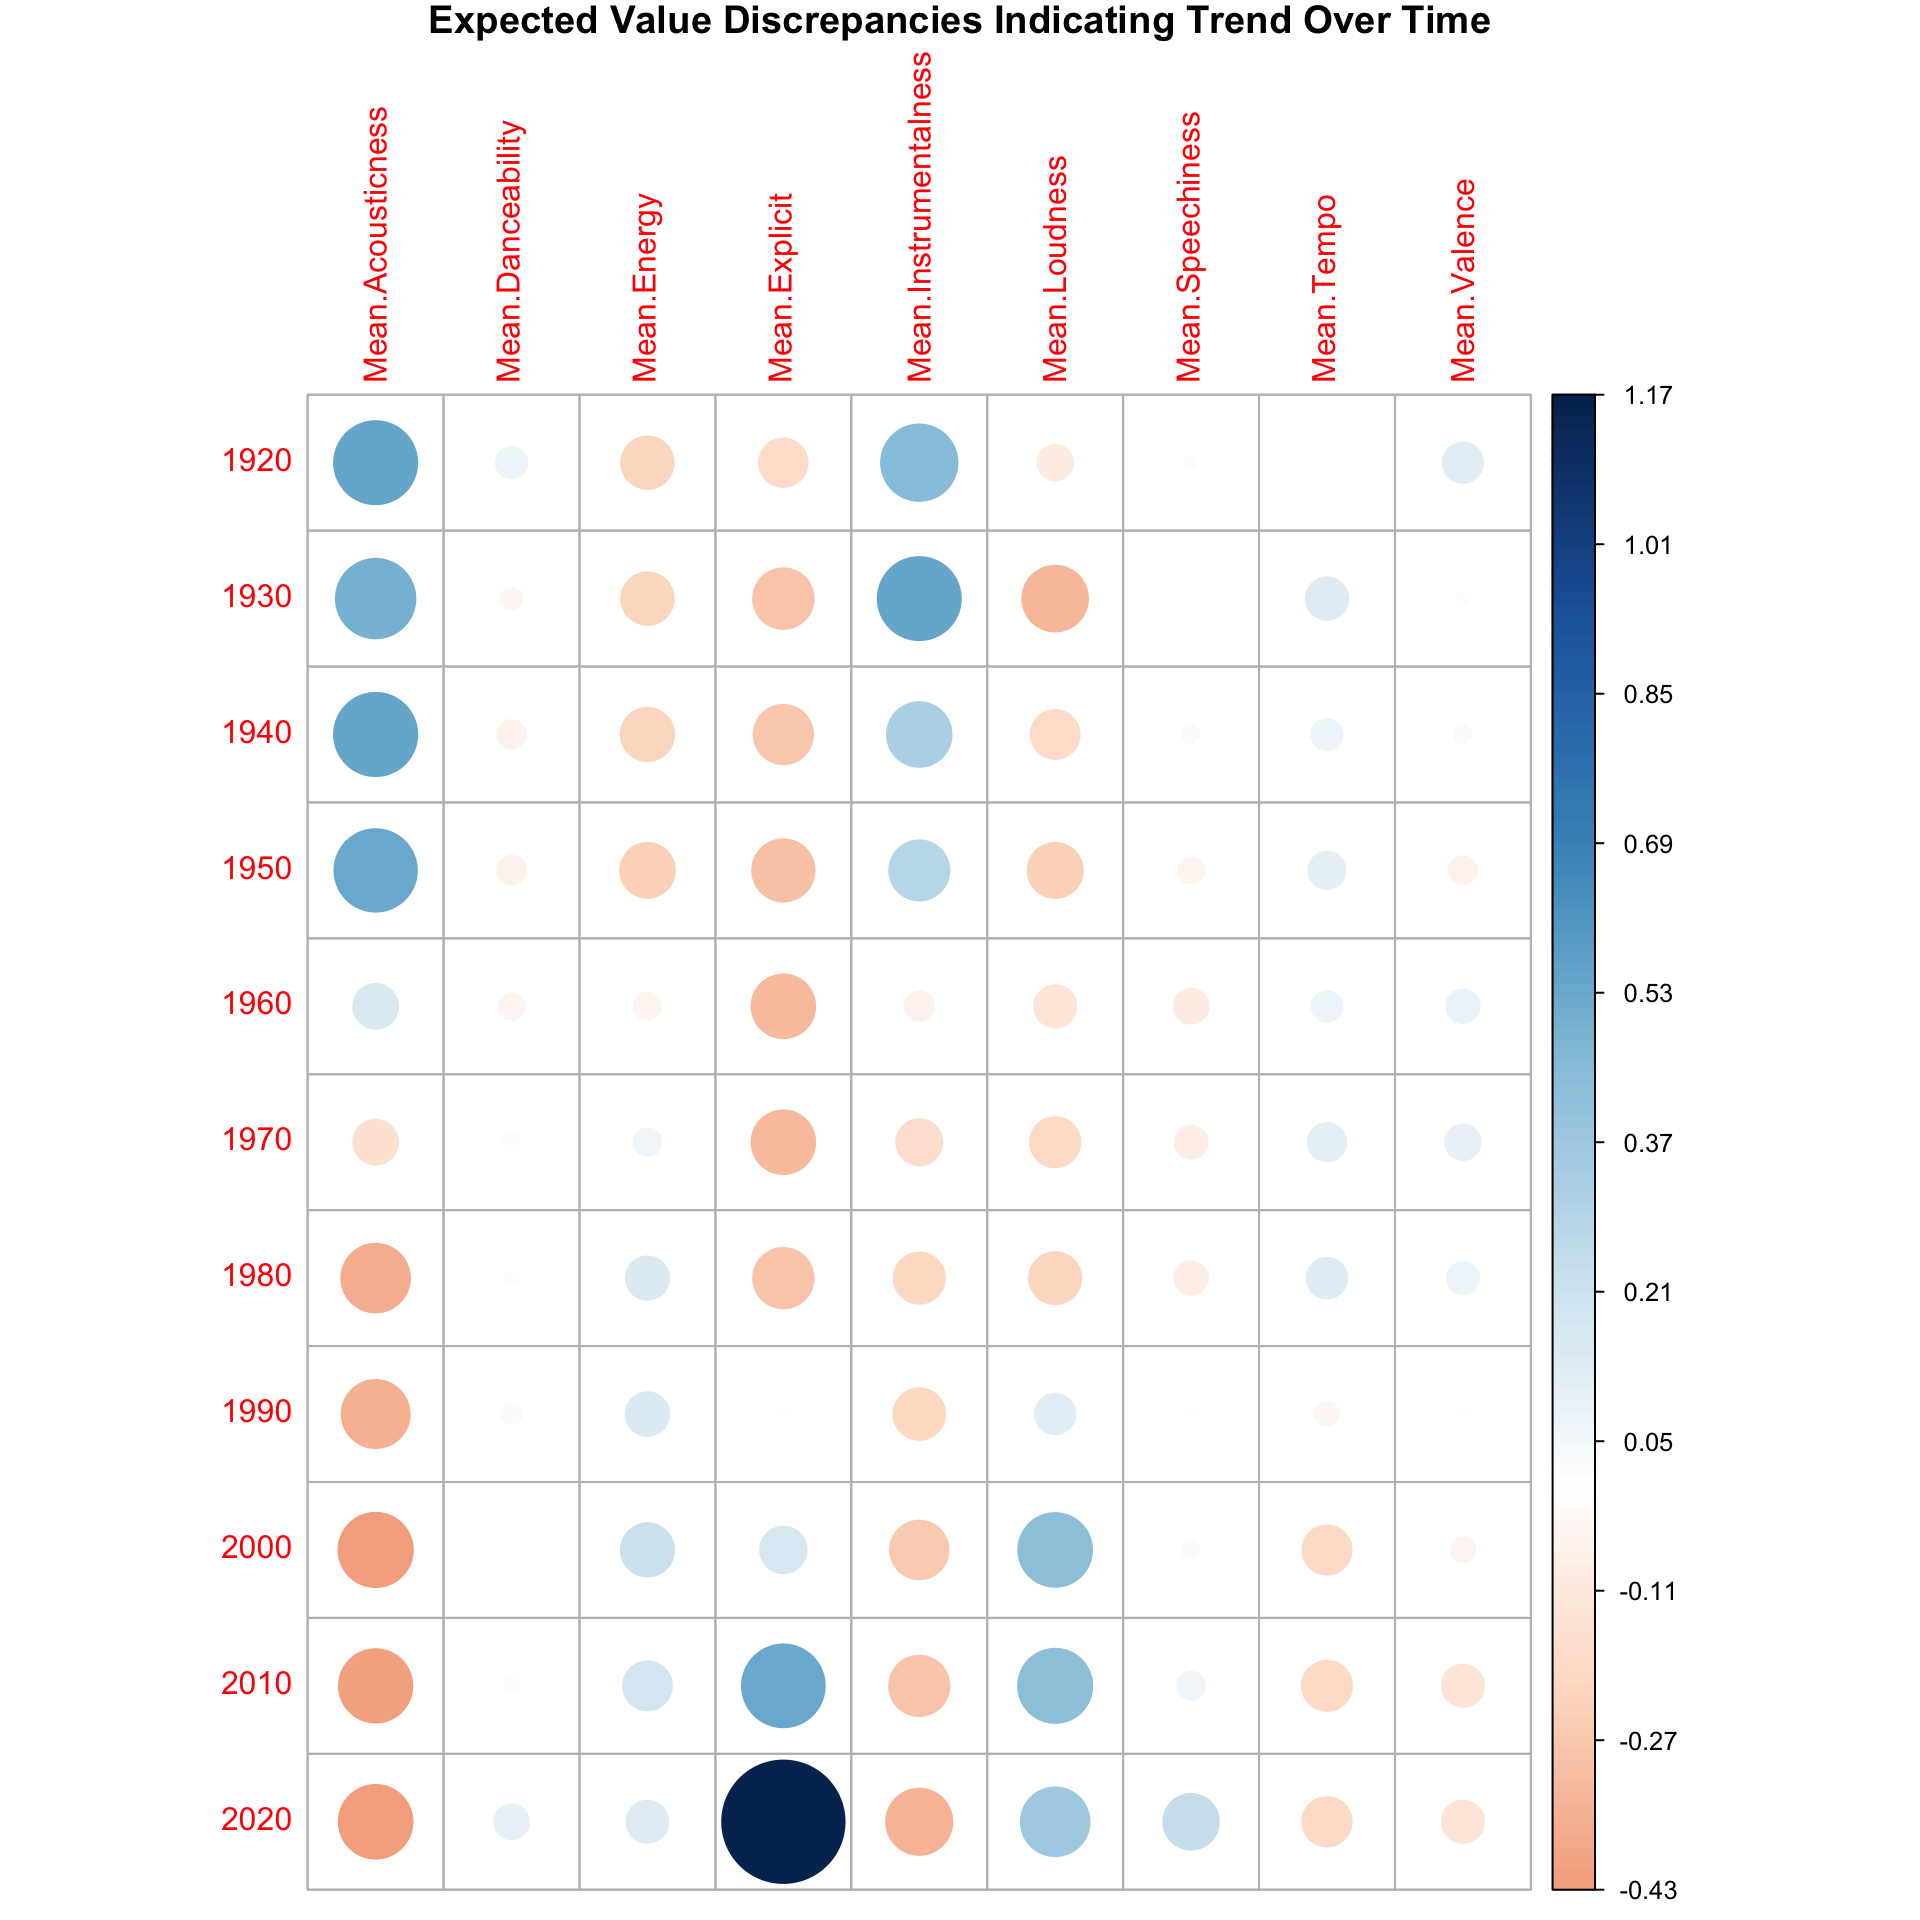 Expected Value Discrepancies Indicating Trend Over Time
Mean.Acousticness
Mean.Danceability
Mean.Energy
Mean.Explicit
Mean.Instrumentalness
Mean.Loudness
Mean.Speechiness
Mean.Tempo
Mean.Valence
1920
1930
1940
1950
1960
1970
1980
1990
2000
2010
2020
1.17
1.01
0.85
0.69
0.53
0.37
0.21
0.05
-0.11
-0.27
-0.43